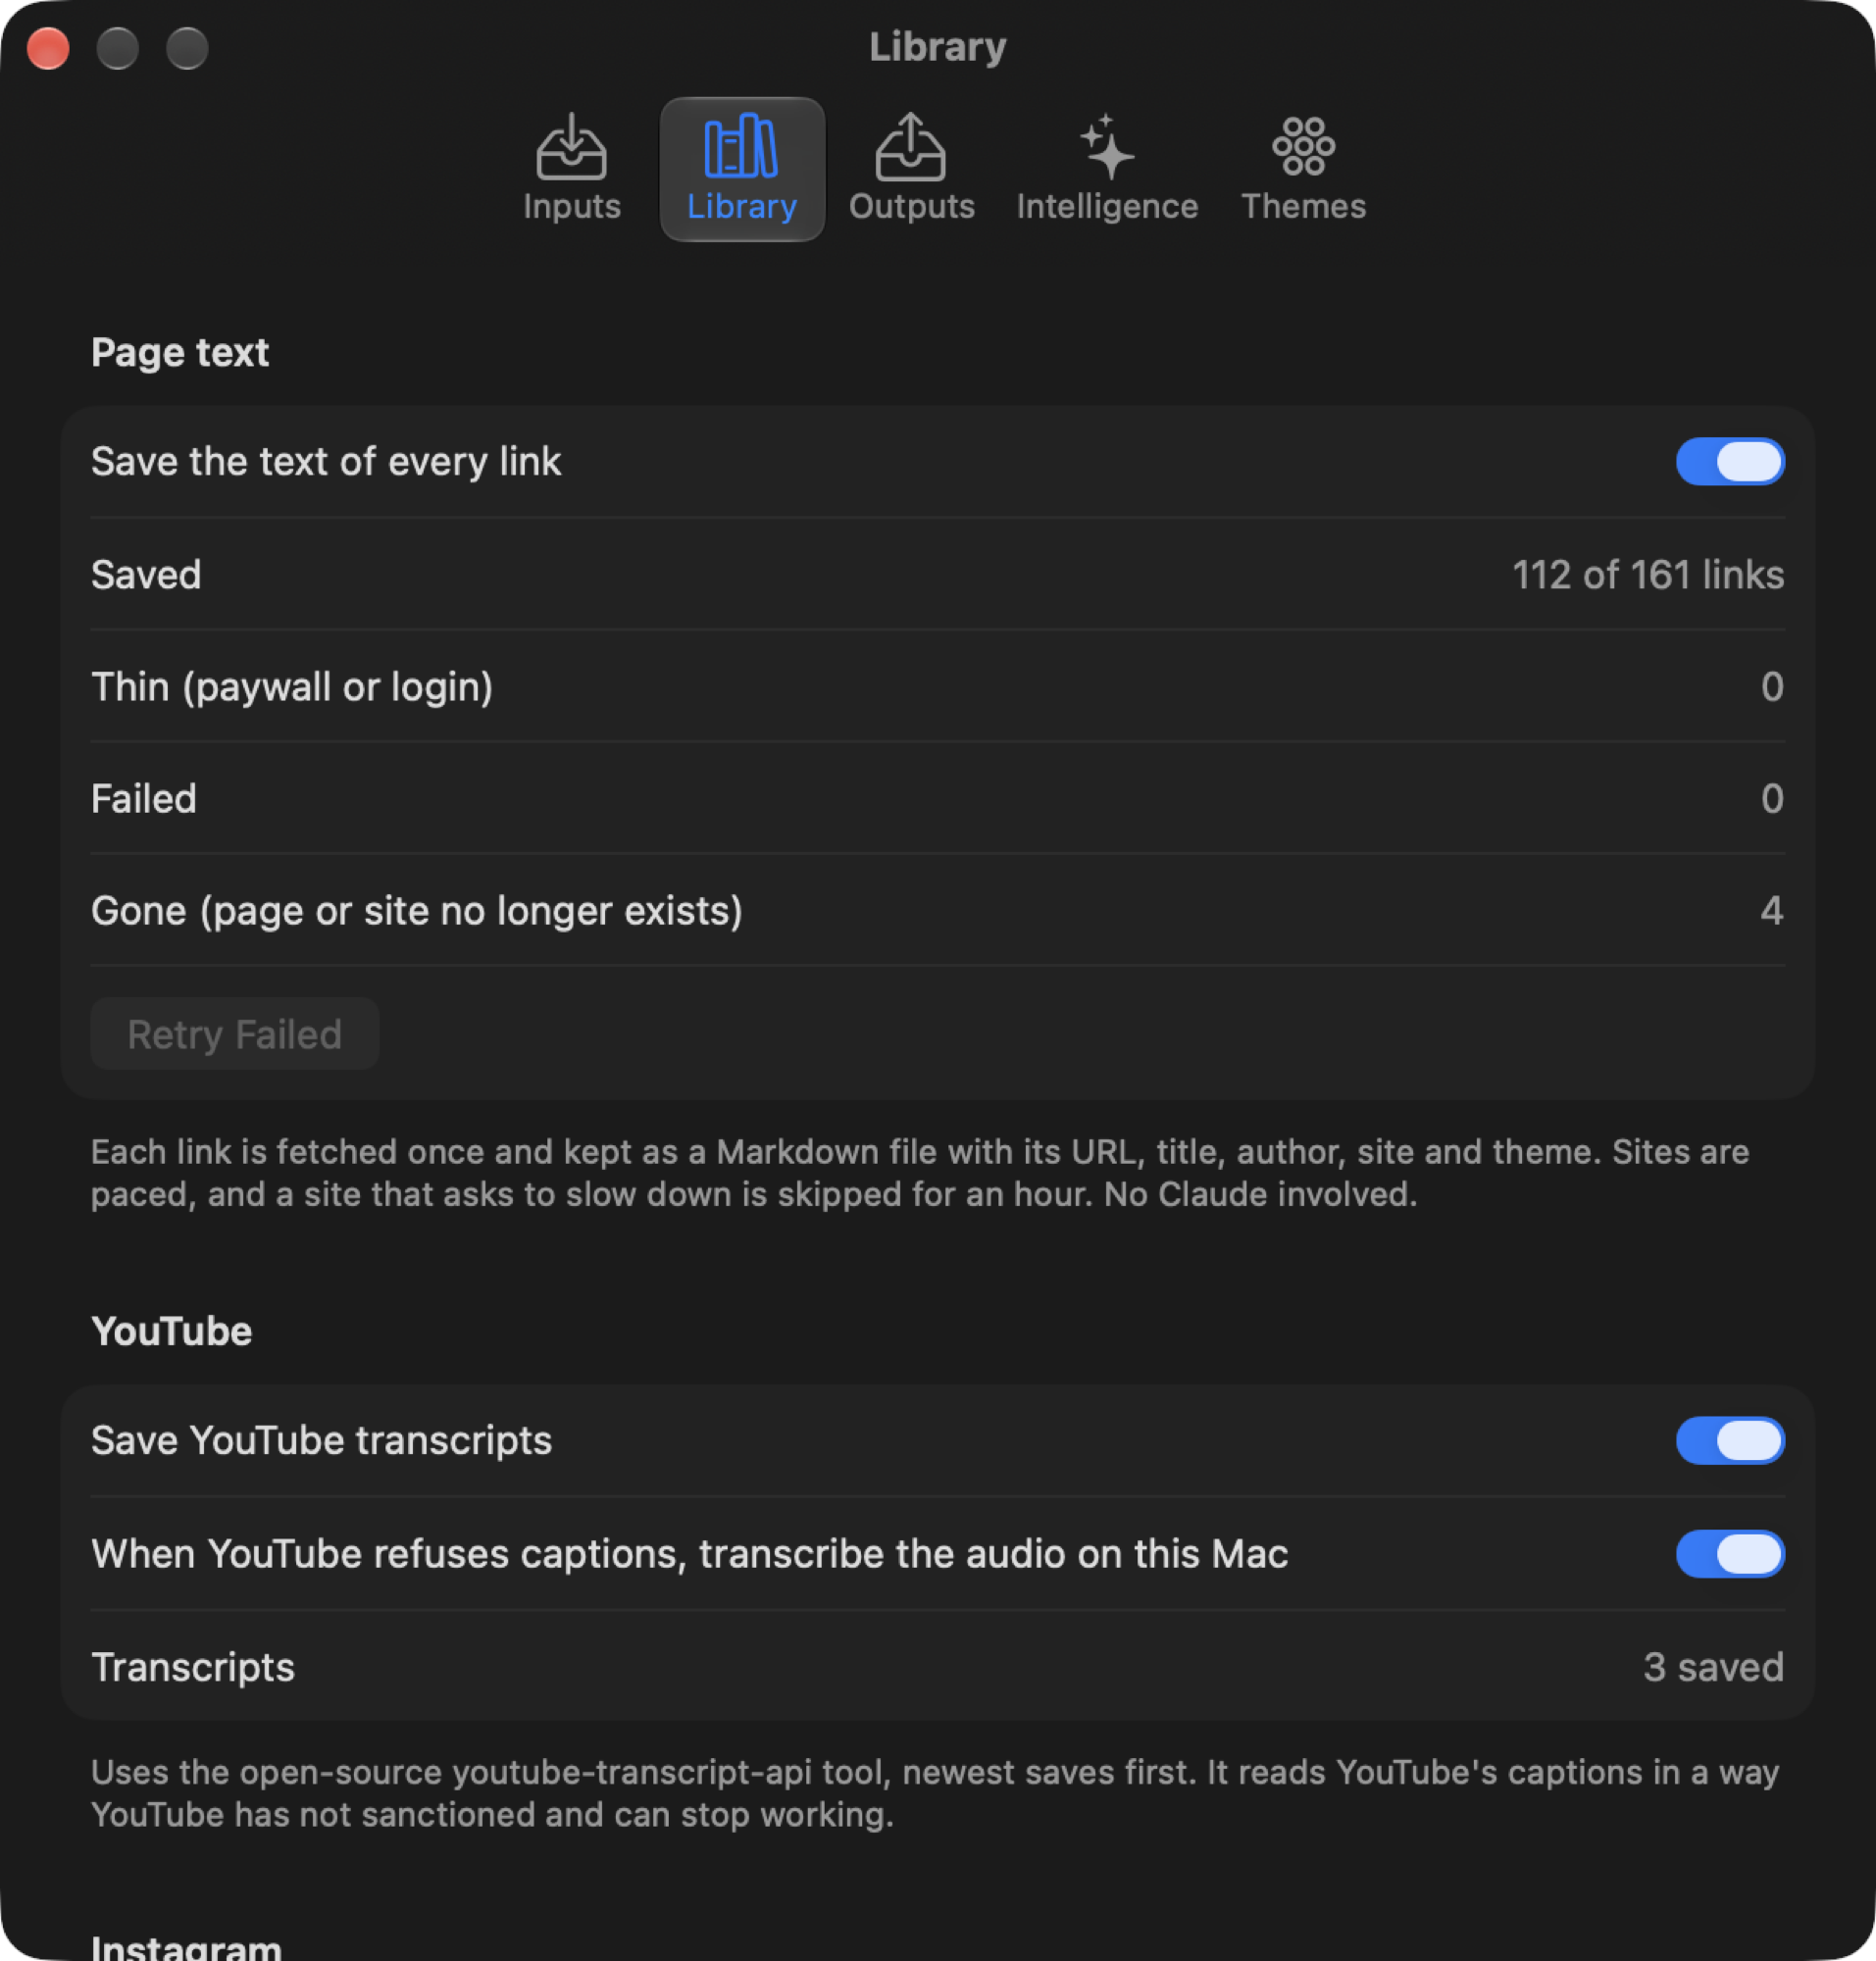 Library
Inputs
Library
Outputs
Intelligence
Themes
Page text
Save the text of every link
Saved
112 of 161 links
Thin (paywall or login)
0
Failed
0
Gone (page or site no longer exists)
4
Retry Failed
Each link is fetched once and kept as a Markdown file with its URL, title, author, site and theme. Sites are
paced, and a site that asks to slow down is skipped for an hour. No Claude involved.
YouTube
Save YouTube transcripts
When YouTube refuses captions, transcribe the audio on this Mac
Transcripts
3 saved
Uses the open-source youtube-transcript-api tool, newest saves first. It reads YouTube's captions in a way
YouTube has not sanctioned and can stop working.
Instagram